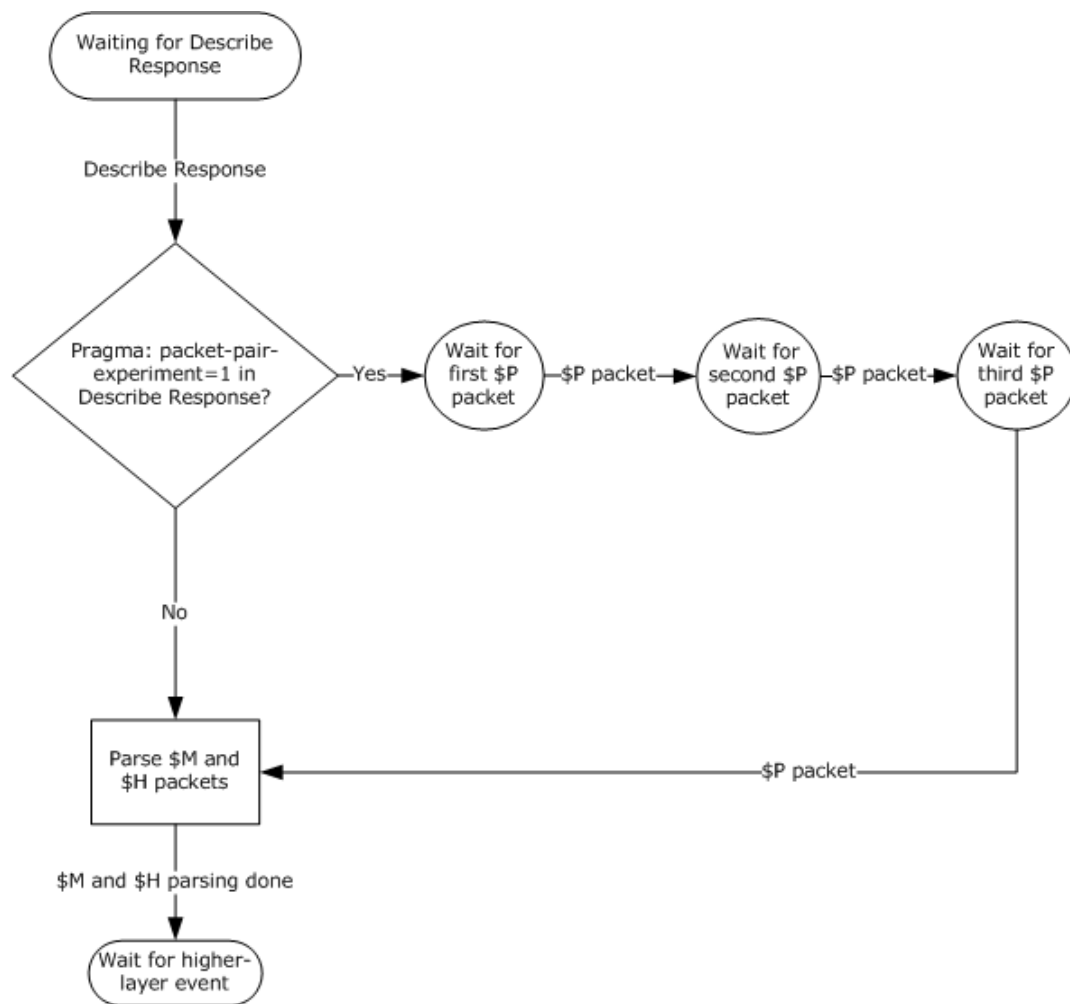 Waiting for Describe
Response
Describe Response
Pragma: packet-pair-
experiment=1 in
Describe Response?
Yes
Wait for
first $P
packet
$P packet
Wait for
second $P
packet
$P packet
Wait for
third $P
packet
No
Parse $M and
$H packets
$P packet
$M and $H parsing done
Wait for higher-
layer event